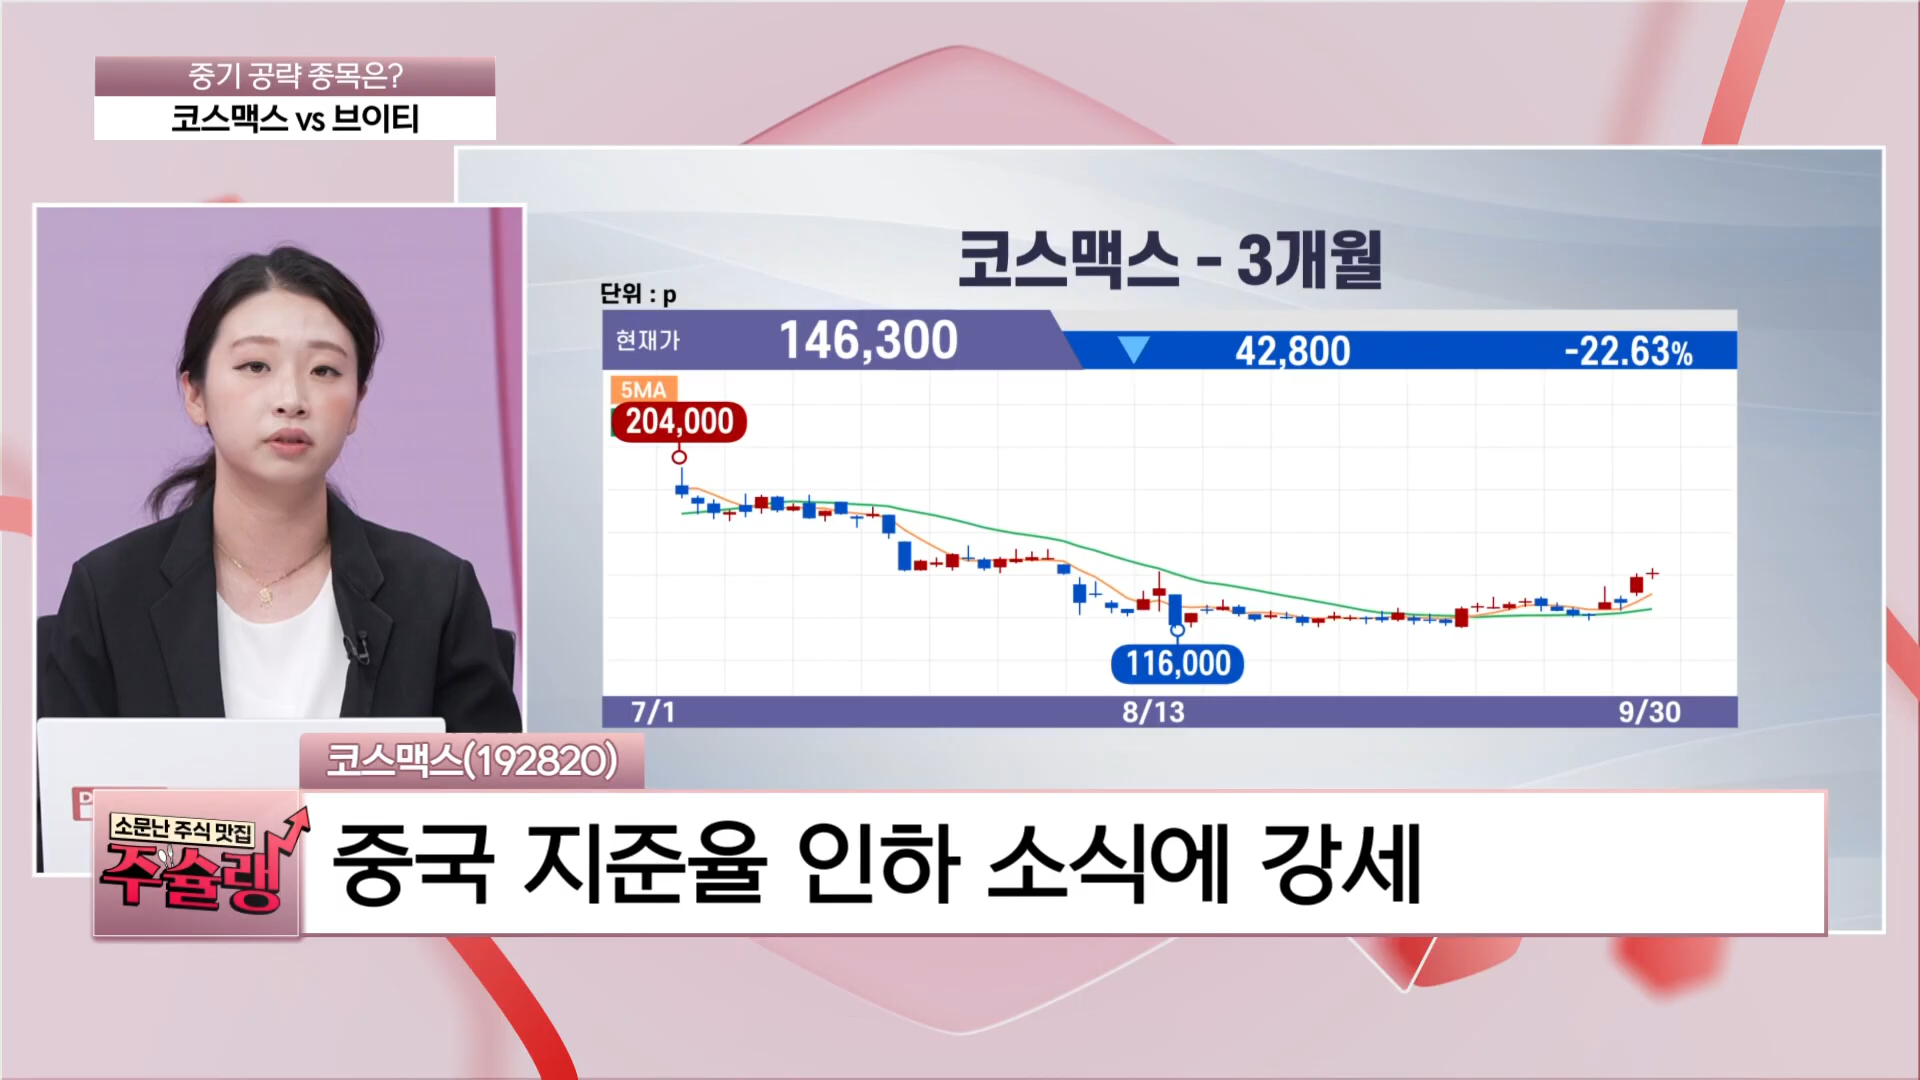 중기 공략 종목은?
코스맥스 vs 브이티
코스맥스 - 3개월
단위 : p
현재가
146,300
▼ 42,800
-22.63%
5MA
204,000
116,000
7/1
8/13
9/30
코스맥스(192820)
소문난 주식 맛집
주슐랭
중국 지준율 인하 소식에 강세